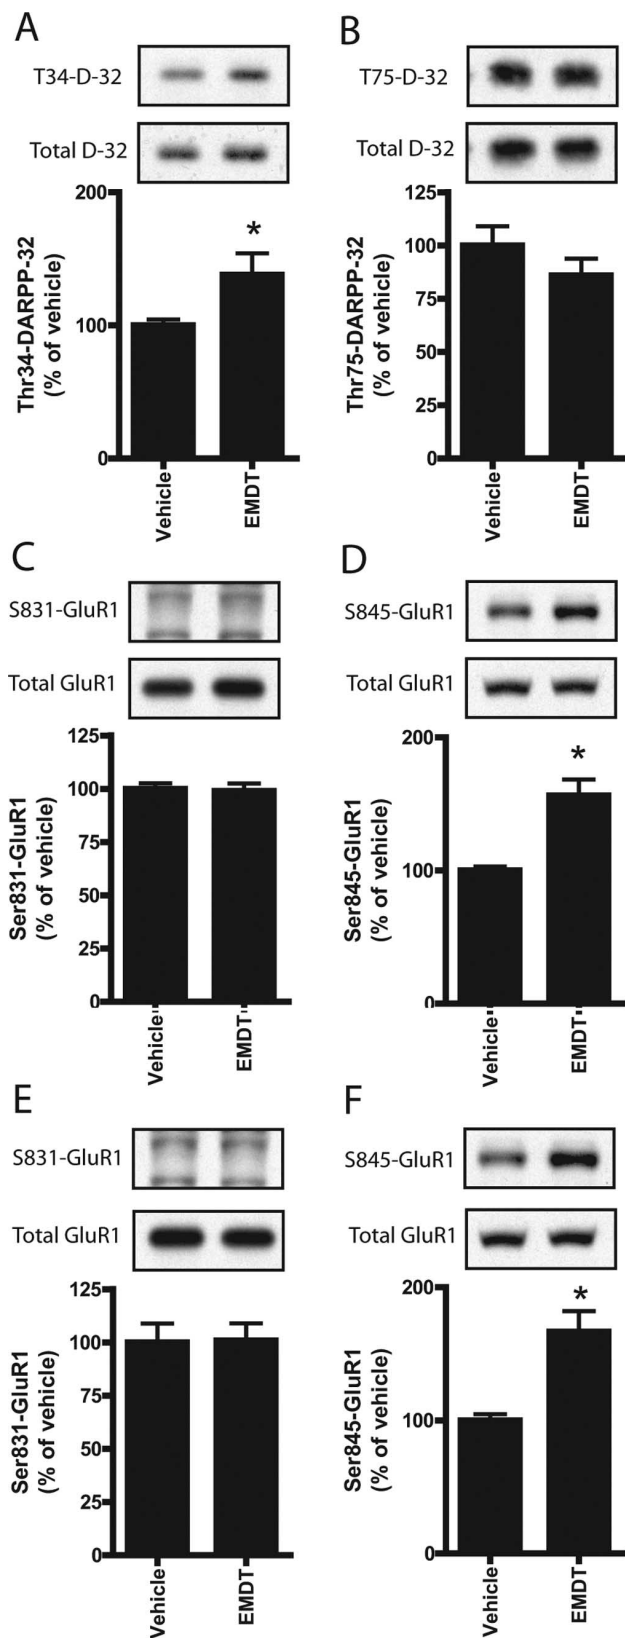 A
T34-D-32
Total D-32
Thr34-DARPP-32
(% of vehicle)
200
100
0
*
Vehicle
EMDT
B
T75-D-32
Total D-32
Thr75-DARPP-32
(% of vehicle)
125
100
75
50
25
0
Vehicle
EMDT
C
S831-GluR1
Total GluR1
Ser831-GluR1
(% of vehicle)
125
100
75
50
25
0
Vehicle
EMDT
D
S845-GluR1
Total GluR1
Ser845-GluR1
(% of vehicle)
200
100
0
*
Vehicle
EMDT
E
S831-GluR1
Total GluR1
Ser831-GluR1
(% of vehicle)
125
100
75
50
25
0
Vehicle
EMDT
F
S845-GluR1
Total GluR1
Ser845-GluR1
(% of vehicle)
200
100
0
*
Vehicle
EMDT